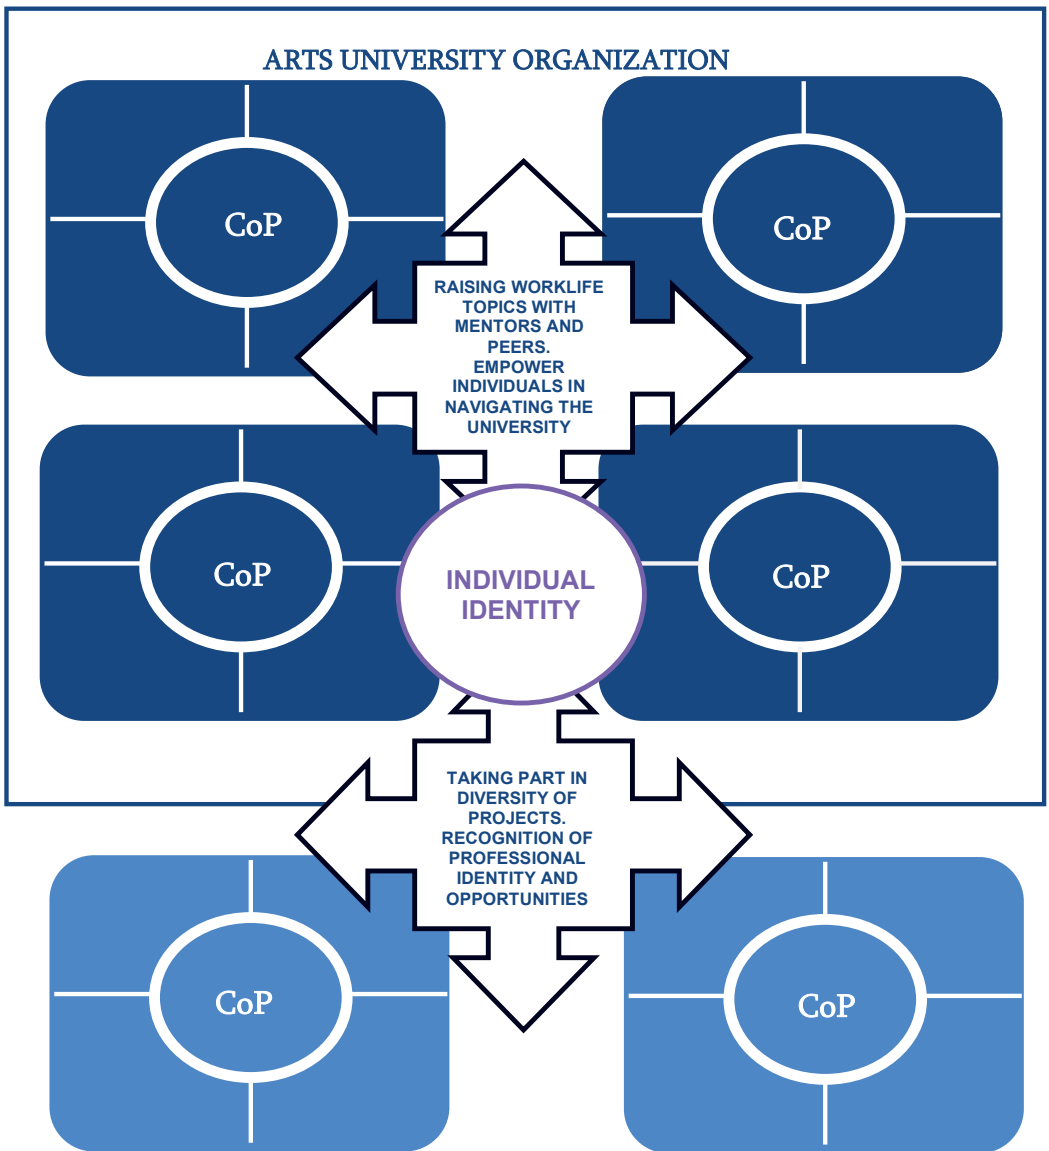 ARTS UNIVERSITY ORGANIZATION
CoP
CoP
RAISING WORKLIFE
TOPICS WITH
MENTORS AND
PEERS.
EMPOWER
INDIVIDUALS IN
NAVIGATING THE
UNIVERSITY
CoP
INDIVIDUAL
IDENTITY
CoP
TAKING PART IN
DIVERSITY OF
PROJECTS.
RECOGNITION OF
PROFESSIONAL
IDENTITY AND
OPPORTUNITIES
CoP
CoP